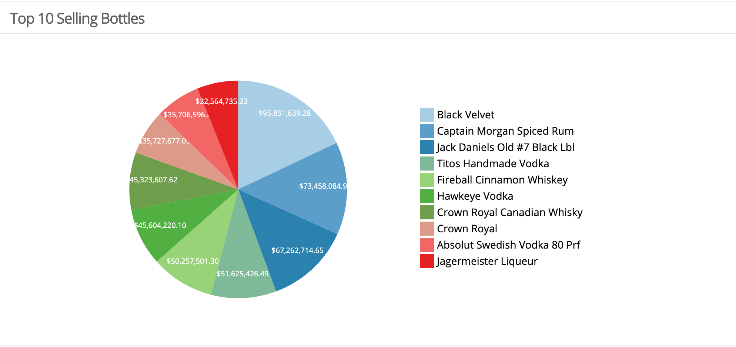 Top 10 Selling Bottles
$95,851,639.28
$73,458,084.9
$67,262,714.65
$51,625,426.49
$50,257,501.30
$45,604,220.10
45,323,607.62
$35,727,677.0
$35,706,596.
$32,564,735.23
Black Velvet
Captain Morgan Spiced Rum
Jack Daniels Old #7 Black Lbl
Titos Handmade Vodka
Fireball Cinnamon Whiskey
Hawkeye Vodka
Crown Royal Canadian Whisky
Crown Royal
Absolut Swedish Vodka 80 Prf
Jagermeister Liqueur